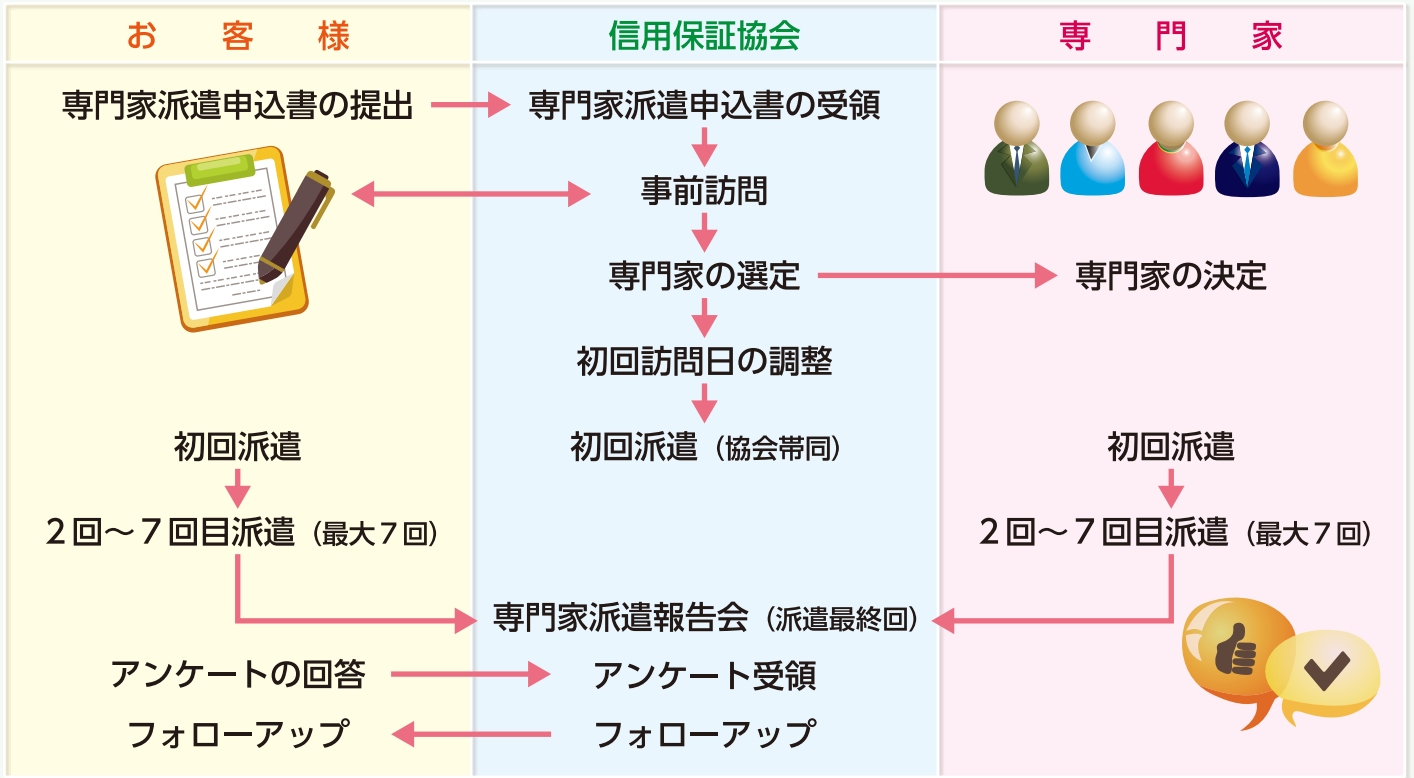 お客様
信用保証協会
専門家
専門家派遣申込書の提出
専門家派遣申込書の受領
事前訪問
専門家の選定
専門家の決定
初回訪問日の調整
初回派遣
初回派遣（協会帯同）
初回派遣
２回～７回目派遣（最大７回）
２回～７回目派遣（最大７回）
専門家派遣報告会（派遣最終回）
アンケートの回答
アンケート受領
フォローアップ
フォローアップ